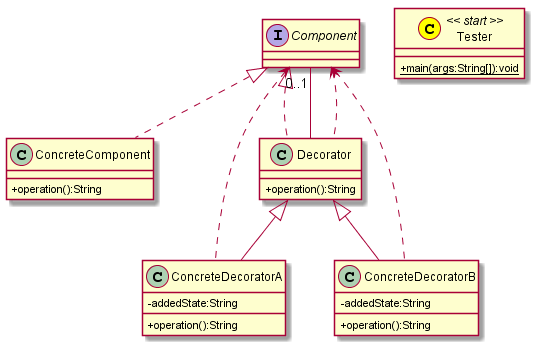 I Component
C << start >>
Tester
+main(args:String[]):void
0..1
C ConcreteComponent
+operation():String
C Decorator
+operation():String
C ConcreteDecoratorA
-addedState:String
+operation():String
C ConcreteDecoratorB
-addedState:String
+operation():String